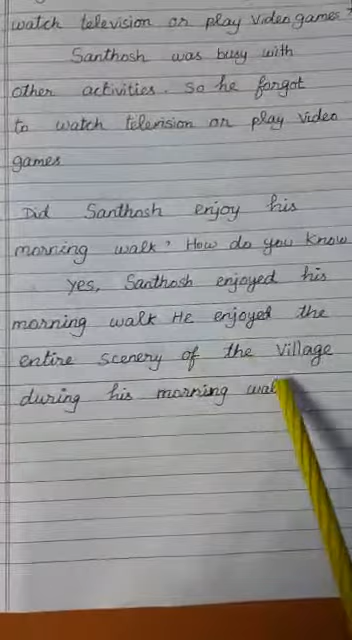 watch television or play video games ?
Santhosh was busy with
other activities. So he forgot
to watch television or play video
games
Did Santhosh enjoy his
morning walk? How do you know
Yes, Santhosh enjoyed his
morning walk He enjoyed the
entire scenery of the village
during his morning